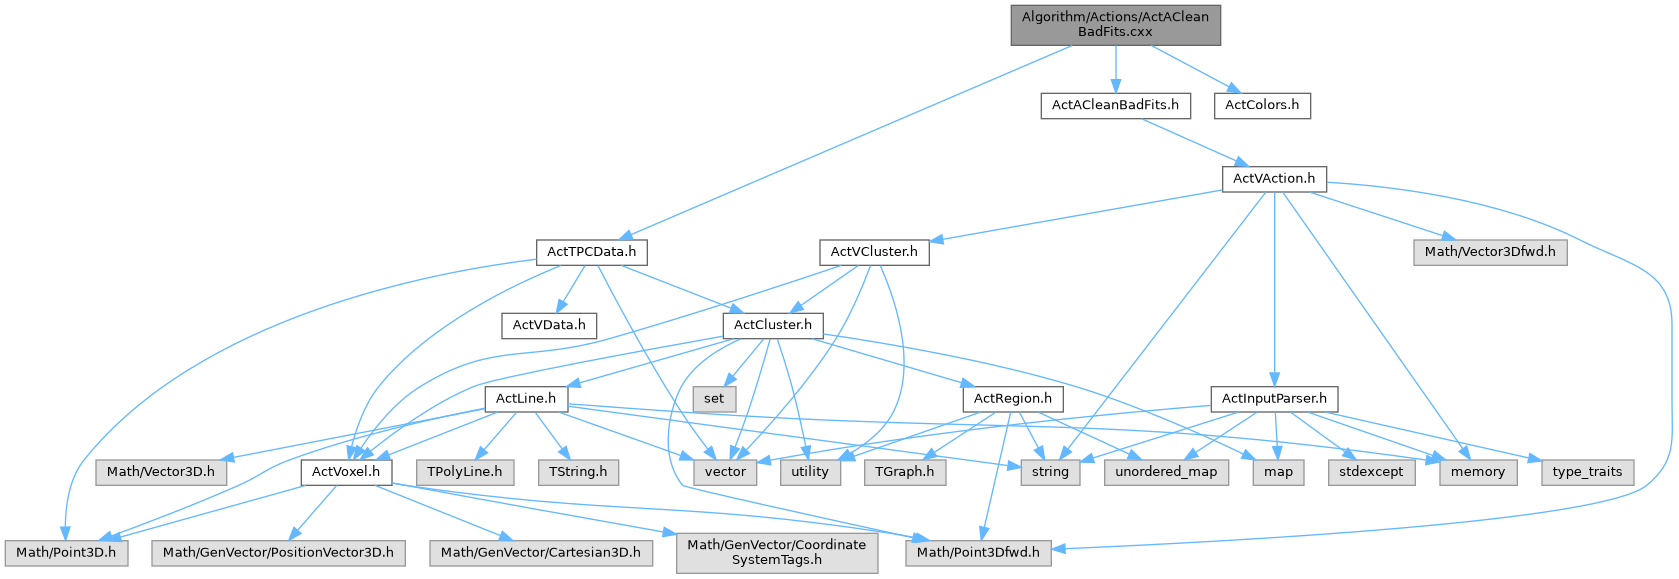 Algorithm/Actions/ActAClean
BadFits.cxx
ActACleanBadFits.h
ActColors.h
ActVAction.h
ActTPCData.h
ActVCluster.h
Math/Vector3Dfwd.h
ActVData.h
ActCluster.h
ActLine.h
set
ActRegion.h
ActInputParser.h
Math/Vector3D.h
ActVoxel.h
TPolyLine.h
TString.h
vector
utility
TGraph.h
string
unordered_map
map
stdexcept
memory
type_traits
Math/Point3D.h
Math/GenVector/PositionVector3D.h
Math/GenVector/Cartesian3D.h
Math/GenVector/Coordinate
SystemTags.h
Math/Point3Dfwd.h